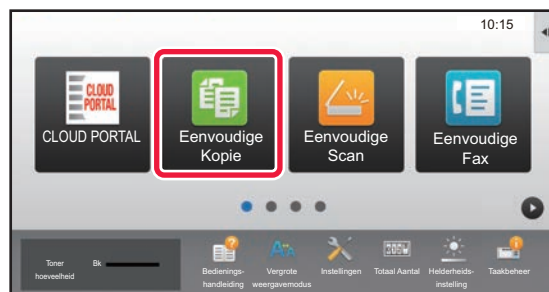 10:15
CLOUD
PORTAL
CLOUD PORTAL
Eenvoudige
Kopie
Eenvoudige
Scan
Eenvoudige
Fax
Toner
hoeveelheid
Bk
Bedienings-
handleiding
Vergrote
weergavemodus
Instellingen
Totaal Aantal
Helderheids-
instelling
Taakbeheer